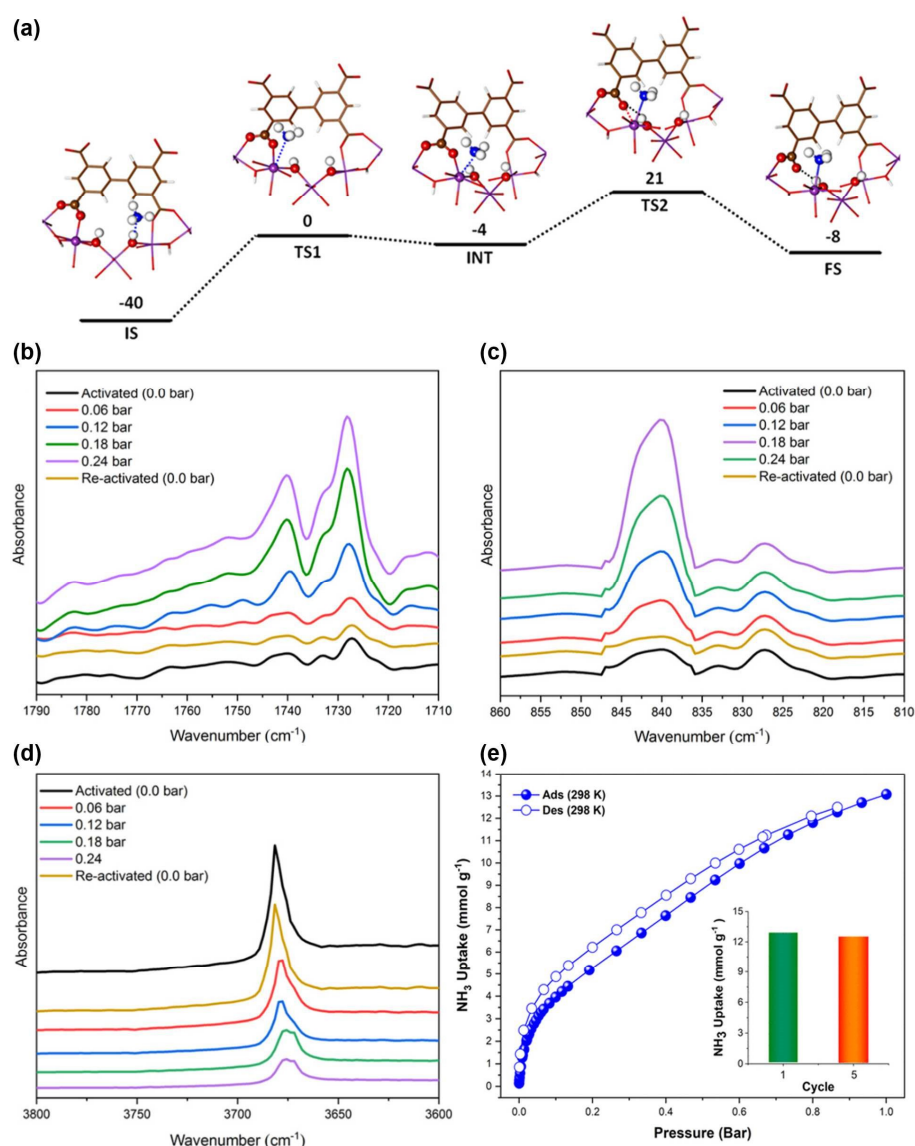 (a)
-40
IS
0
TS1
-4
INT
21
TS2
-8
FS
(b)
Activated (0.0 bar)
0.06 bar
0.12 bar
0.18 bar
0.24 bar
Re-activated (0.0 bar)
Absorbance
1790 1780 1770 1760 1750 1740 1730 1720 1710
Wavenumber (cm-1)
(c)
Activated (0.0 bar)
0.06 bar
0.12 bar
0.18 bar
0.24 bar
Re-activated (0.0 bar)
Absorbance
860 855 850 845 840 835 830 825 820 815 810
Wavenumber (cm-1)
(d)
Activated (0.0 bar)
0.06 bar
0.12 bar
0.18 bar
0.24
Re-activated (0.0 bar)
Absorbance
3800 3750 3700 3650 3600
Wavenumber (cm-1)
(e)
14
13
12
11
10
9
8
7
6
5
4
3
2
1
0
NH3 Uptake (mmol g-1)
Ads (298 K)
Des (298 K)
15
12
9
6
3
0
NH3 Uptake (mmol g-1)
1 5
Cycle
0.0 0.2 0.4 0.6 0.8 1.0
Pressure (Bar)